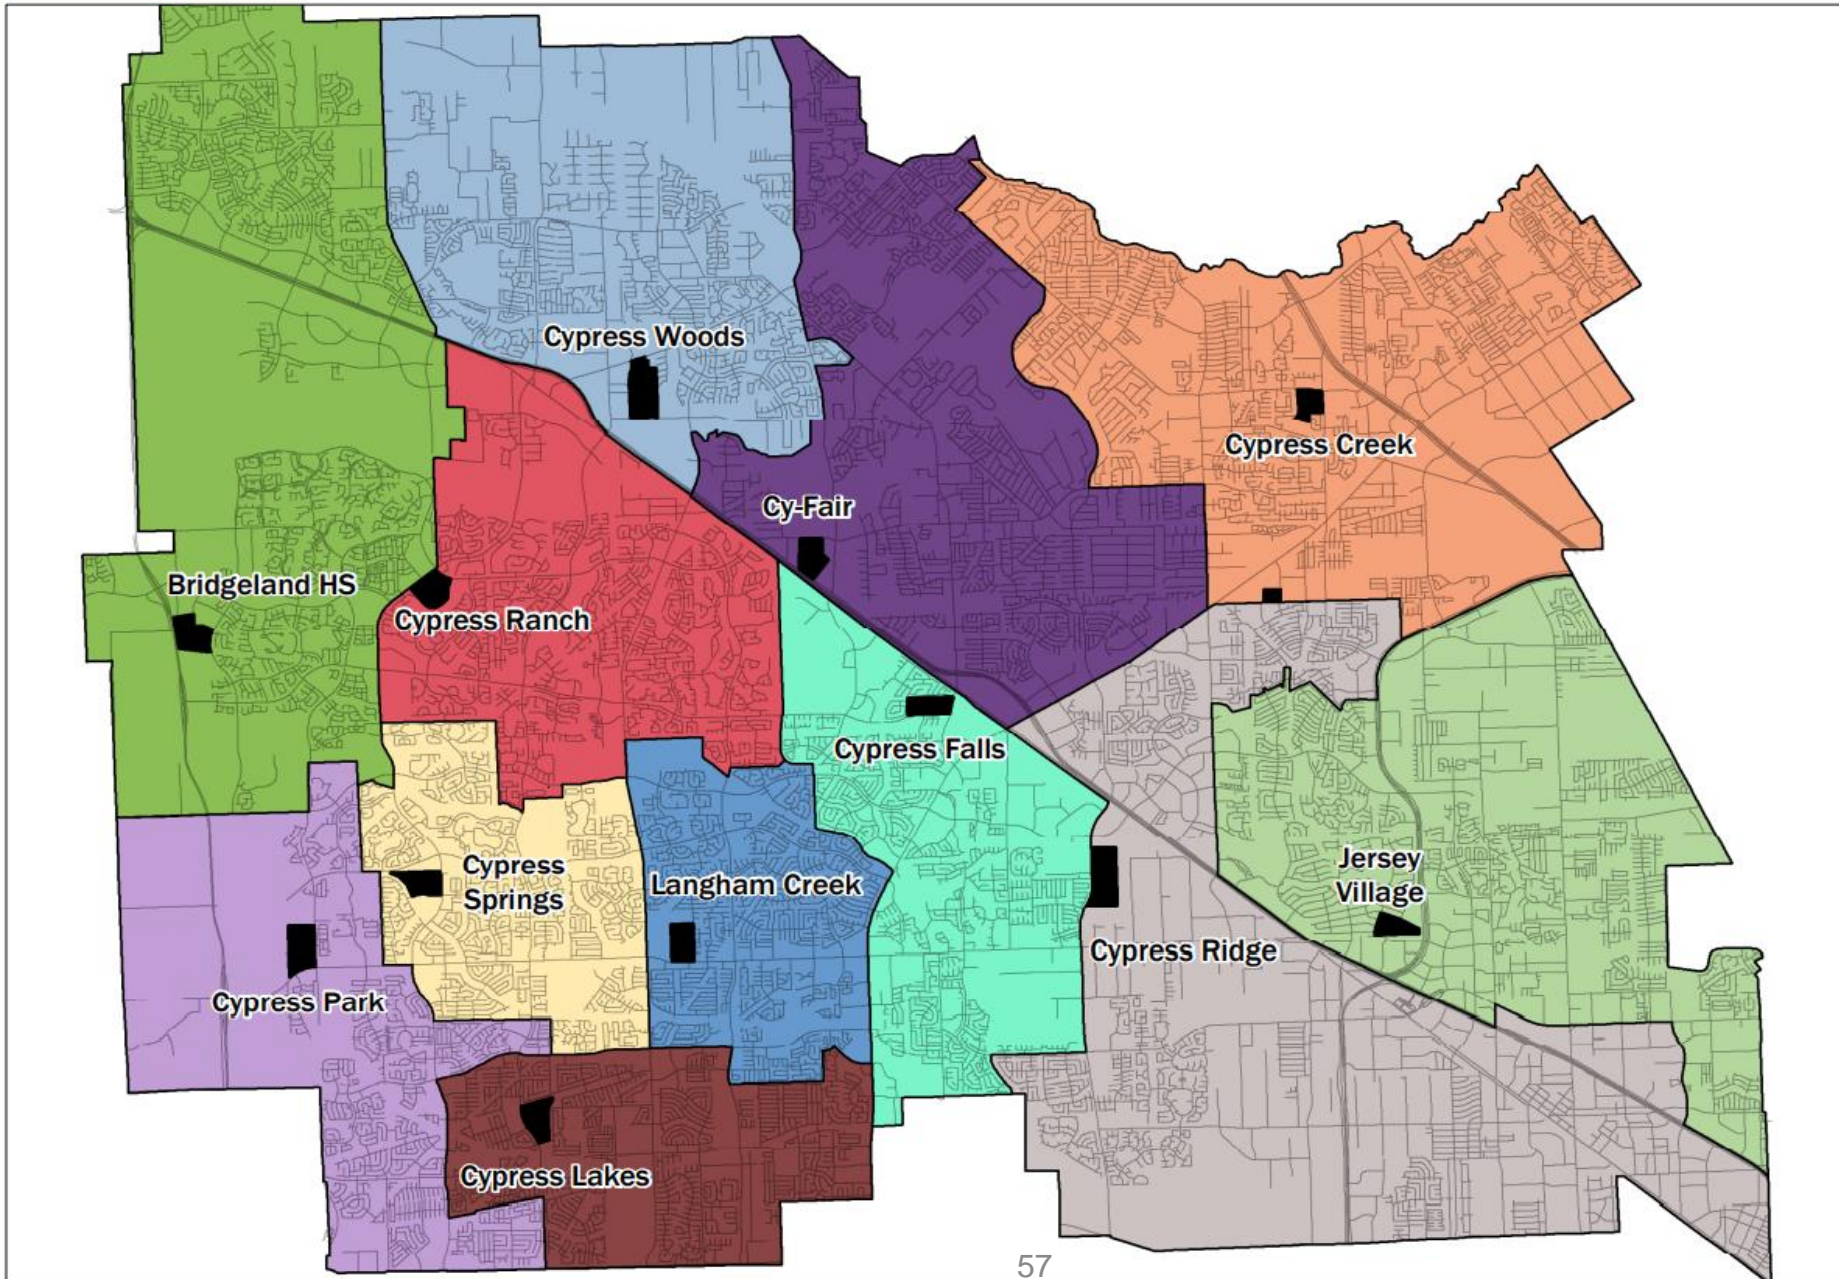 Cypress Woods
Cypress Creek
Cy-Fair
Bridgeland HS
Cypress Ranch
Cypress Falls
Cypress
Springs
Langham Creek
Jersey
Village
Cypress Ridge
Cypress Park
Cypress Lakes
57